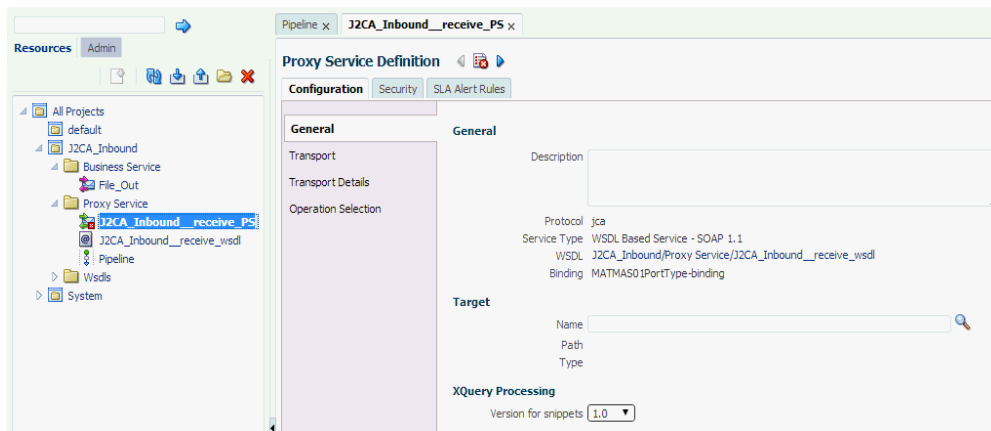 Resources Admin
All Projects
default
J2CA_Inbound
Business Service
File_Out
Proxy Service
J2CA_Inbound__receive_PS
J2CA_Inbound__receive_wsdl
Pipeline
Wsdls
System
Pipeline x J2CA_Inbound__receive_PS x
Proxy Service Definition
Configuration Security SLA Alert Rules
General
Transport
Transport Details
Operation Selection
General
Description
Protocol jca
Service Type WSDL Based Service - SOAP 1.1
WSDL J2CA_Inbound/Proxy Service/J2CA_Inbound__receive_wsdl
Binding MATMAS01PortType-binding
Target
Name
Path
Type
XQuery Processing
Version for snippets 1.0